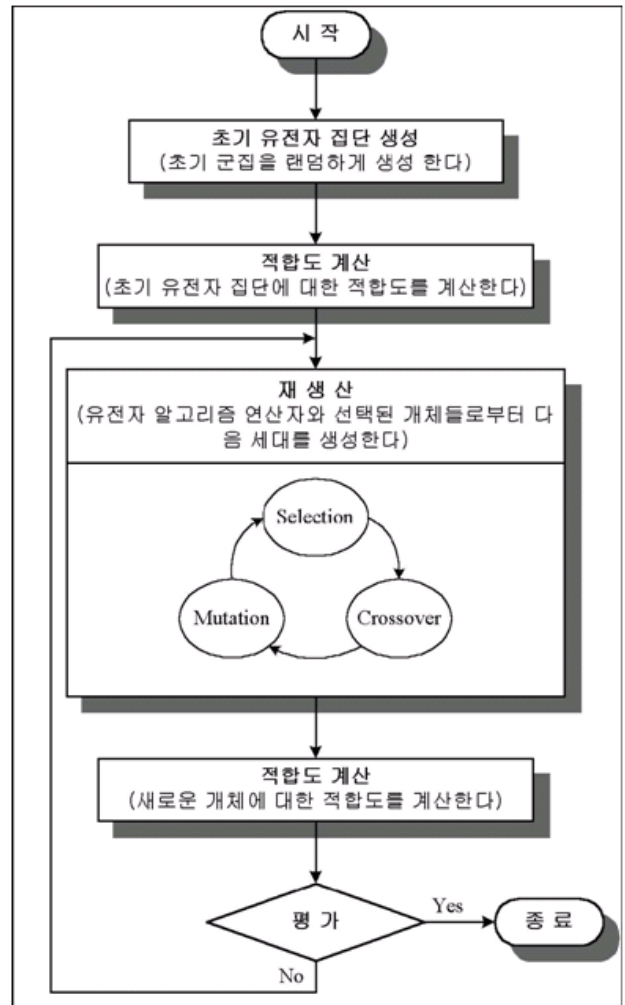 시 작
초기 유전자 집단 생성
(초기 군집을 랜덤하게 생성 한다)
적합도 계산
(초기 유전자 집단에 대한 적합도를 계산한다)
재 생 산
(유전자 알고리즘 연산자와 선택된 개체들로부터 다
음 세대를 생성한다)
Selection
Mutation
Crossover
적합도 계산
(새로운 개체에 대한 적합도를 계산한다)
평 가
Yes
종 료
No